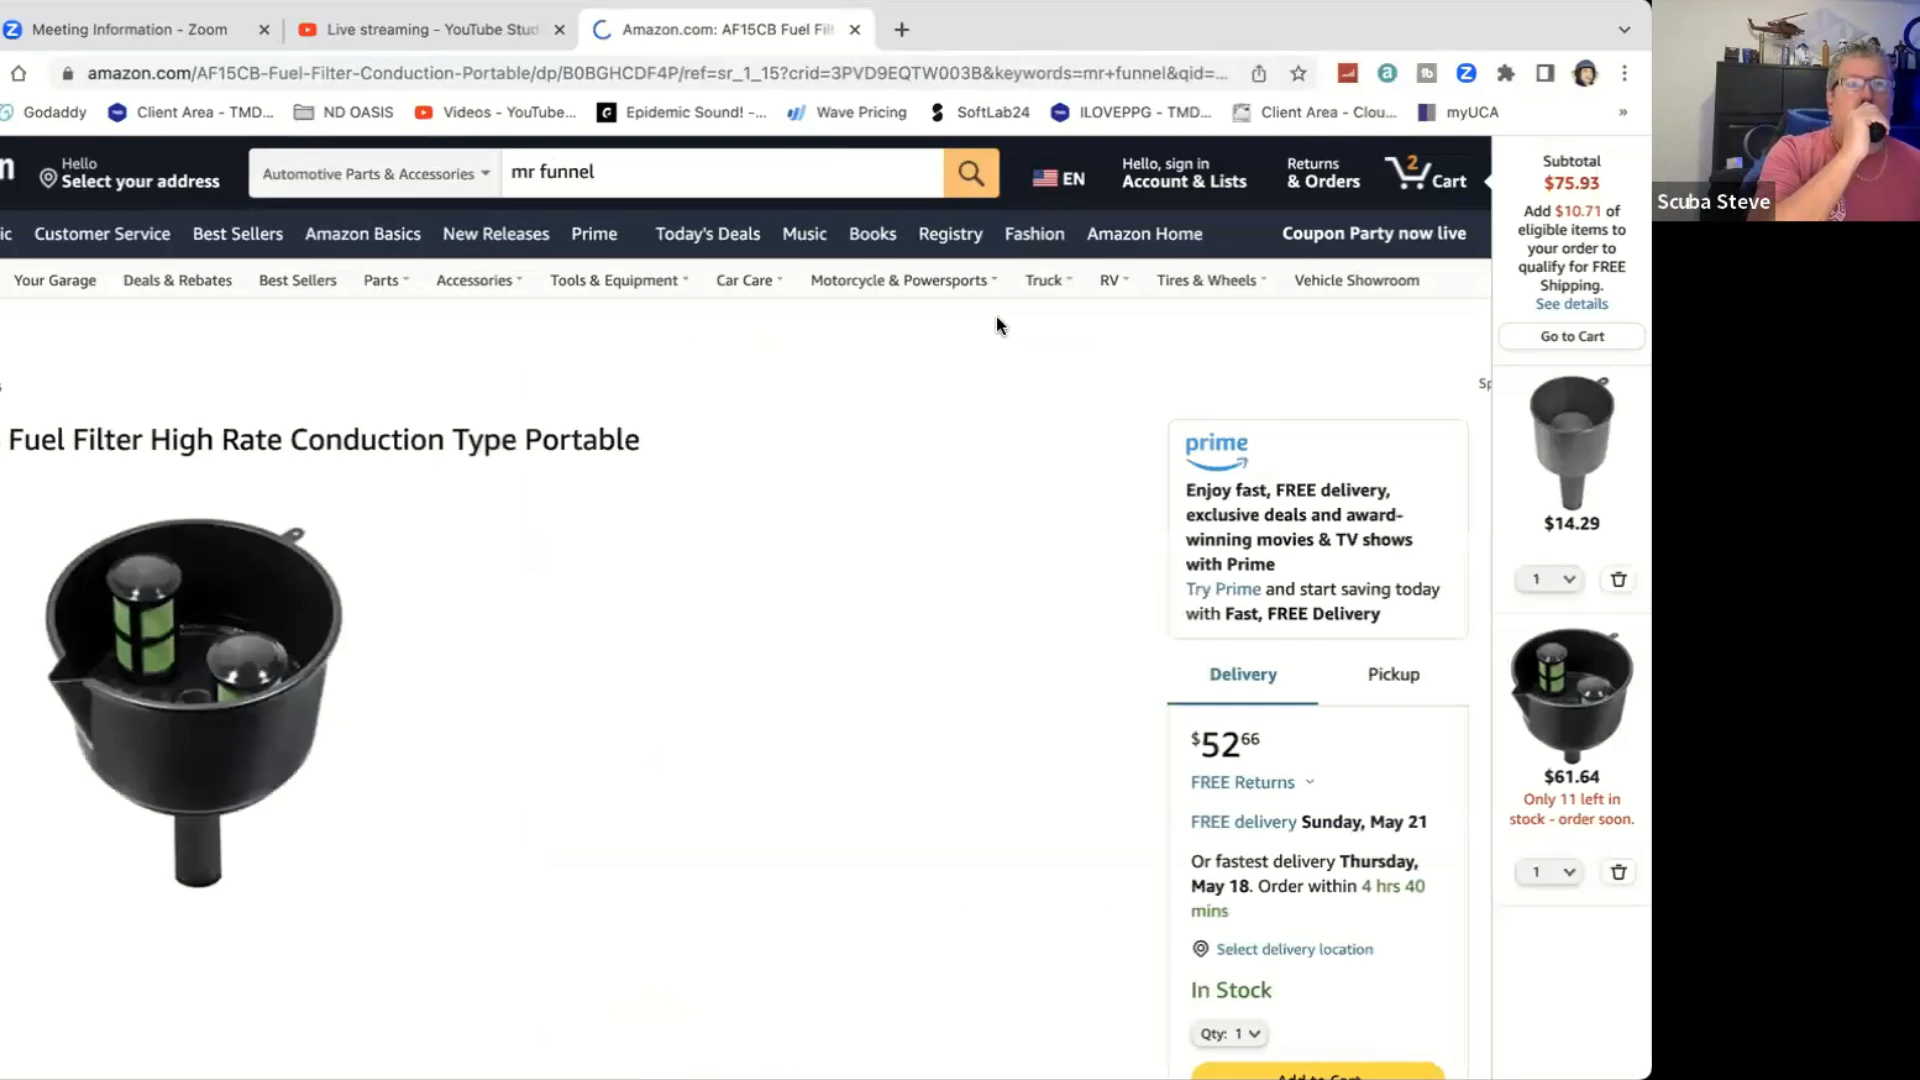 Meeting Information - Zoom
Live streaming - YouTube Stud
Amazon.com: AF15CB Fuel Filt
amazon.com/AF15CB-Fuel-Filter-Conduction-Portable/dp/B0BGHCDF4P/ref=sr_1_15?crid=3PVD9EQTW003B&keywords=mr+funnel&qid=...
Godaddy
Client Area - TMD...
ND OASIS
Videos - YouTube...
Epidemic Sound! -...
Wave Pricing
SoftLab24
ILOVEPPG - TMD...
Client Area - Clou...
myUCA
»
Hello
Select your address
Automotive Parts & Accessories
mr funnel
EN
Hello, sign in
Account & Lists
Returns
& Orders
2
Cart
ic
Customer Service
Best Sellers
Amazon Basics
New Releases
Prime
Today's Deals
Music
Books
Registry
Fashion
Amazon Home
Coupon Party now live
Your Garage
Deals & Rebates
Best Sellers
Parts
Accessories
Tools & Equipment
Car Care
Motorcycle & Powersports
Truck
RV
Tires & Wheels
Vehicle Showroom
Sp
Fuel Filter High Rate Conduction Type Portable
prime
Enjoy fast, FREE delivery,
exclusive deals and award-
winning movies & TV shows
with Prime
Try Prime and start saving today
with Fast, FREE Delivery
Delivery
Pickup
$52 66
FREE Returns
FREE delivery Sunday, May 21
Or fastest delivery Thursday,
May 18. Order within 4 hrs 40
mins
Select delivery location
In Stock
Qty: 1
Add to Cart
Subtotal
$75.93
Add $10.71 of
eligible items to
your order to
qualify for FREE
Shipping.
See details
Go to Cart
$14.29
1
$61.64
Only 11 left in
stock - order soon.
1
Scuba Steve